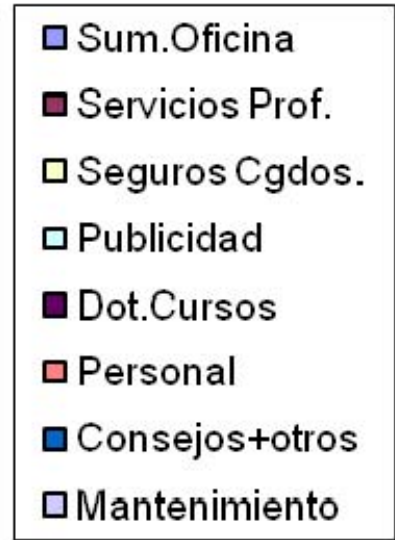 Sum.Oficina
Servicios Prof.
Seguros Cgdos.
Publicidad
Dot.Cursos
Personal
Consejos+otros
Mantenimiento